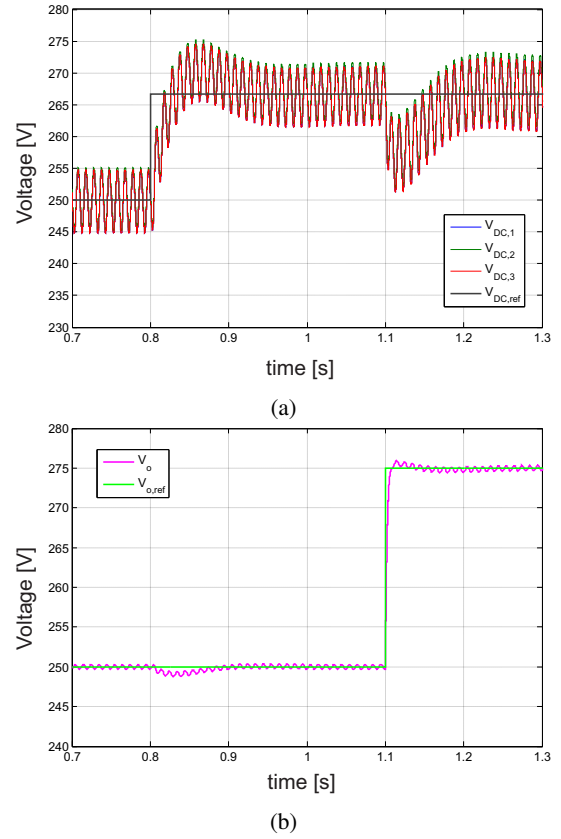 280
275
270
265
260
255
250
245
240
235
230
Voltage [V]
V_DC,1
V_DC,2
V_DC,3
V_DC,ref
0.7 0.8 0.9 1 1.1 1.2 1.3
time [s]
(a)
280
275
270
265
260
255
250
245
240
Voltage [V]
V_o
V_o,ref
0.7 0.8 0.9 1 1.1 1.2 1.3
time [s]
(b)